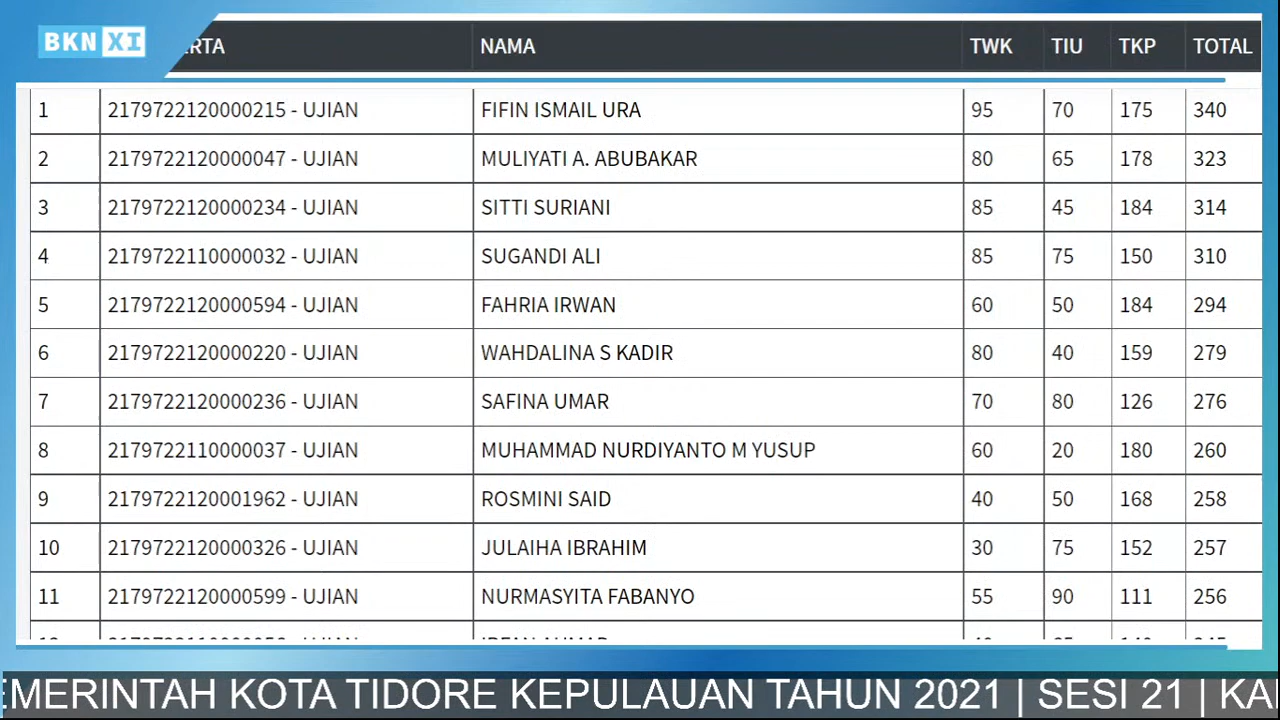 BKN XI
ERTA NAMA TWK TIU TKP TOTAL
1 2179722120000215 - UJIAN FIFIN ISMAIL URA 95 70 175 340
2 2179722120000047 - UJIAN MULIYATI A. ABUBAKAR 80 65 178 323
3 2179722120000234 - UJIAN SITTI SURIANI 85 45 184 314
4 2179722110000032 - UJIAN SUGANDI ALI 85 75 150 310
5 2179722120000594 - UJIAN FAHRIA IRWAN 60 50 184 294
6 2179722120000220 - UJIAN WAHDALINA S KADIR 80 40 159 279
7 2179722120000236 - UJIAN SAFINA UMAR 70 80 126 276
8 2179722110000037 - UJIAN MUHAMMAD NURDIYANTO M YUSUP 60 20 180 260
9 2179722120001962 - UJIAN ROSMINI SAID 40 50 168 258
10 2179722120000326 - UJIAN JULAIHA IBRAHIM 30 75 152 257
11 2179722120000599 - UJIAN NURMASYITA FABANYO 55 90 111 256
EMERINTAH KOTA TIDORE KEPULAUAN TAHUN 2021 | SESI 21 | KA